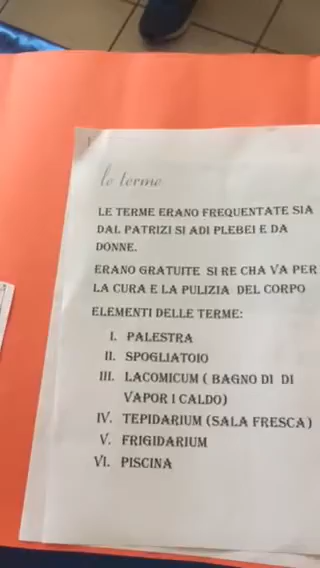 le terme
LE TERME ERANO FREQUENTATE SIA
DAL PATRIZI SI ADI PLEBEI E DA
DONNE.
ERANO GRATUITE SI RE CHA VA PER
LA CURA E LA PULIZIA DEL CORPO
ELEMENTI DELLE TERME:
I. PALESTRA
II. SPOGLIATOIO
III. LACOMICUM ( BAGNO DI DI
VAPOR I CALDO)
IV. TEPIDARIUM (SALA FRESCA)
V. FRIGIDARIUM
VI. PISCINA